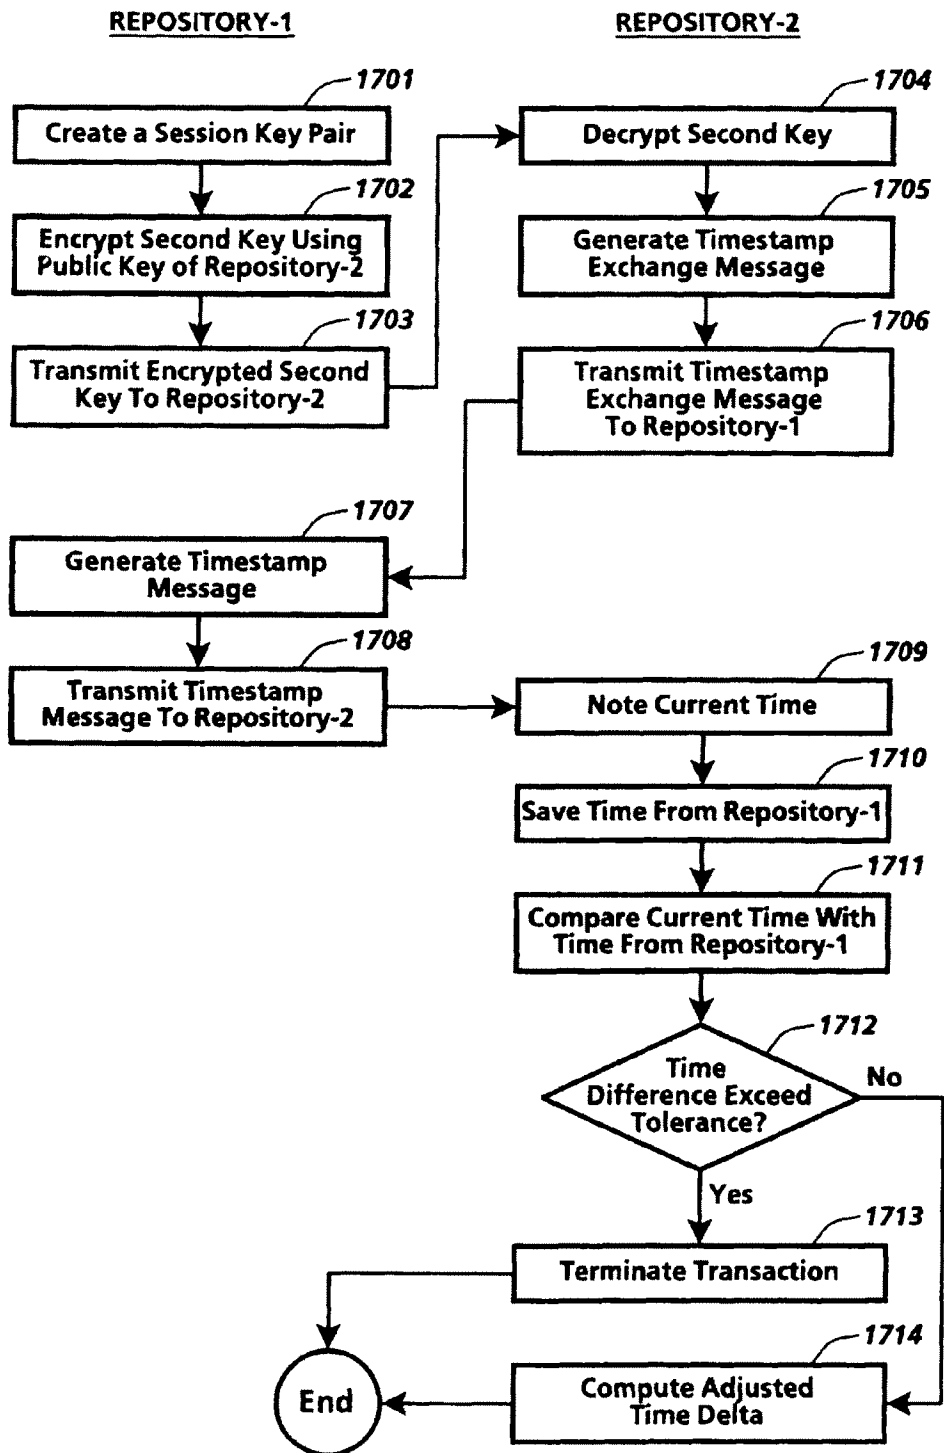 REPOSITORY-1
REPOSITORY-2
1701
Create a Session Key Pair
1702
Encrypt Second Key Using
Public Key of Repository-2
1703
Transmit Encrypted Second
Key To Repository-2
1704
Decrypt Second Key
1705
Generate Timestamp
Exchange Message
1706
Transmit Timestamp
Exchange Message
To Repository-1
1707
Generate Timestamp
Message
1708
Transmit Timestamp
Message To Repository-2
1709
Note Current Time
1710
Save Time From Repository-1
1711
Compare Current Time With
Time From Repository-1
1712
Time
Difference Exceed
Tolerance?
No
Yes
1713
Terminate Transaction
1714
Compute Adjusted
Time Delta
End